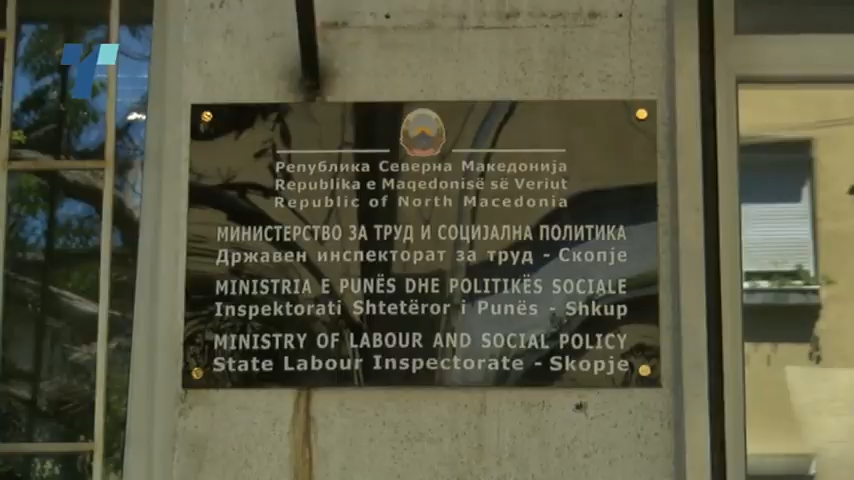 Република Северна Македонија
Republika e Maqedonisë së Veriut
Republic of North Macedonia
МИНИСТЕРСТВО ЗА ТРУД И СОЦИЈАЛНА ПОЛИТИКА
Државен инспекторат за труд - Скопје
MINISTRIA E PUNËS DHE POLITIKËS SOCIALE
Inspektorati Shtetëror i Punës - Shkup
MINISTRY OF LABOUR AND SOCIAL POLICY
State Labour Inspectorate - Skopje